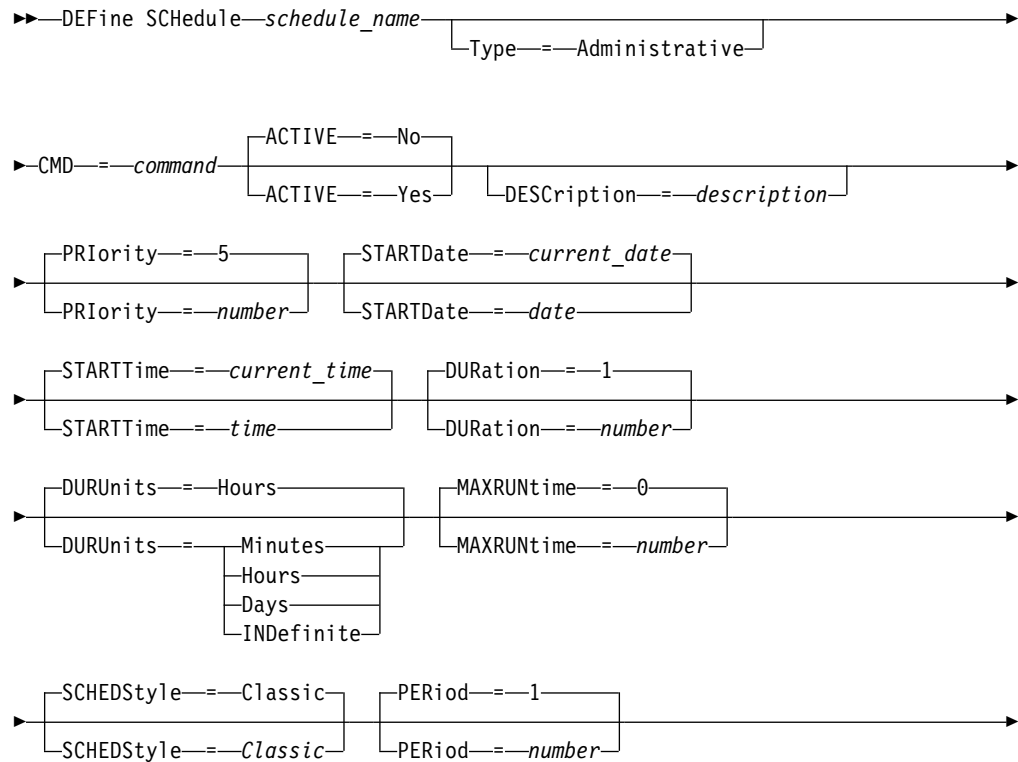 DEFine SCHedule schedule_name
Type = Administrative
ACTIVE = No
CMD = command
ACTIVE = Yes
DESCription = description
PRIority = 5
STARTDate = current_date
PRIority = number
STARTDate = date
STARTTime = current_time
DURation = 1
STARTTime = time
DURation = number
DURUnits = Hours
MAXRUNtime = 0
DURUnits = Minutes
MAXRUNtime = number
Hours
Days
INDefinite
SCHEDStyle = Classic
PERiod = 1
SCHEDStyle = Classic
PERiod = number